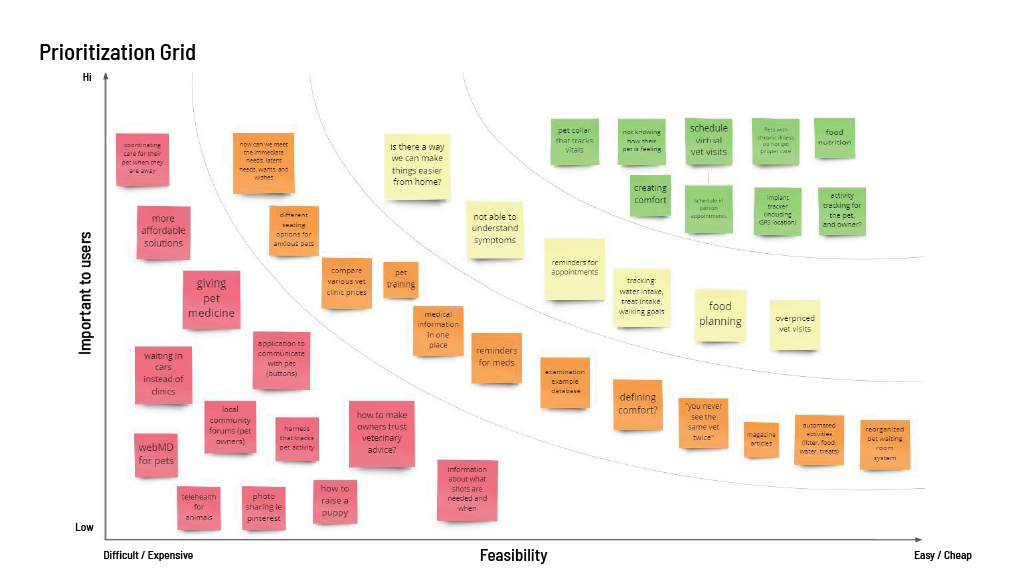 Prioritization Grid
Hi
Important to users
Low
Difficult / Expensive
Feasibility
Easy / Cheap
coordinating
care for their
pet when they
are away
more
affordable
solutions
giving
pet
medicine
waiting in
cars
instead of
clinics
application to
communicate
with pet
(buttons)
local
community
forums (pet
owners)
harness
that tracks
pet activity
how to make
owners trust
veterinary
advice?
webMD
for pets
telehealth
for
animals
photo
sharing ie
pinterest
how to
raise a
puppy
information
about what
shots are
needed and
when
how can we meet
the immediate
needs, latent
needs, wants, and
wishes
different
seating
options for
anxious pets
compare
various vet
clinic prices
pet
training
medical
information
in one
place
reminders
for meds
examination
example
database
defining
comfort?
"you never
see the
same vet
twice"
magazine
articles
automated
activities
(litter, food,
water, treats)
reorganized
pet waiting
room
system
is there a way
we can make
things easier
from home?
not able to
understand
symptoms
reminders for
appointments
tracking:
water intake,
treat intake,
walking goals
food
planning
overpriced
vet visits
pet collar
that tracks
vitals
not knowing
how their
pet is feeling
schedule
virtual
vet visits
Pets with
chronic illness
do not get
proper care
food
nutrition
creating
comfort
schedule in
person
appointments
implant
tracker
(including
GPS location)
activity
tracking for
the pet,
and owner?